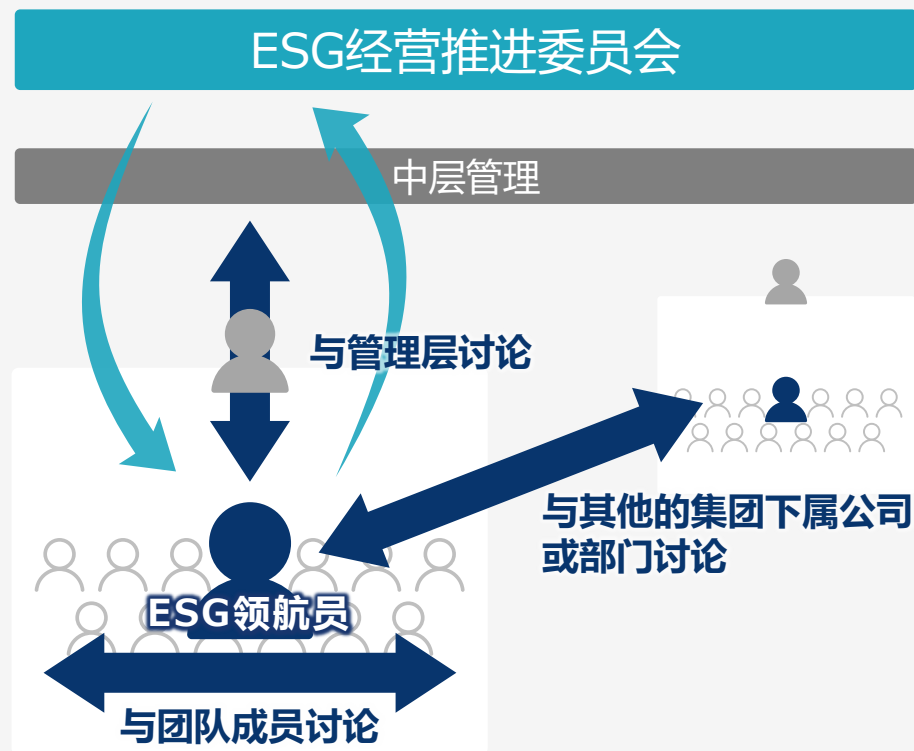 ESG经营推进委员会
中层管理
与管理层讨论
与其他的集团下属公司
或部门讨论
ESG领航员
与团队成员讨论